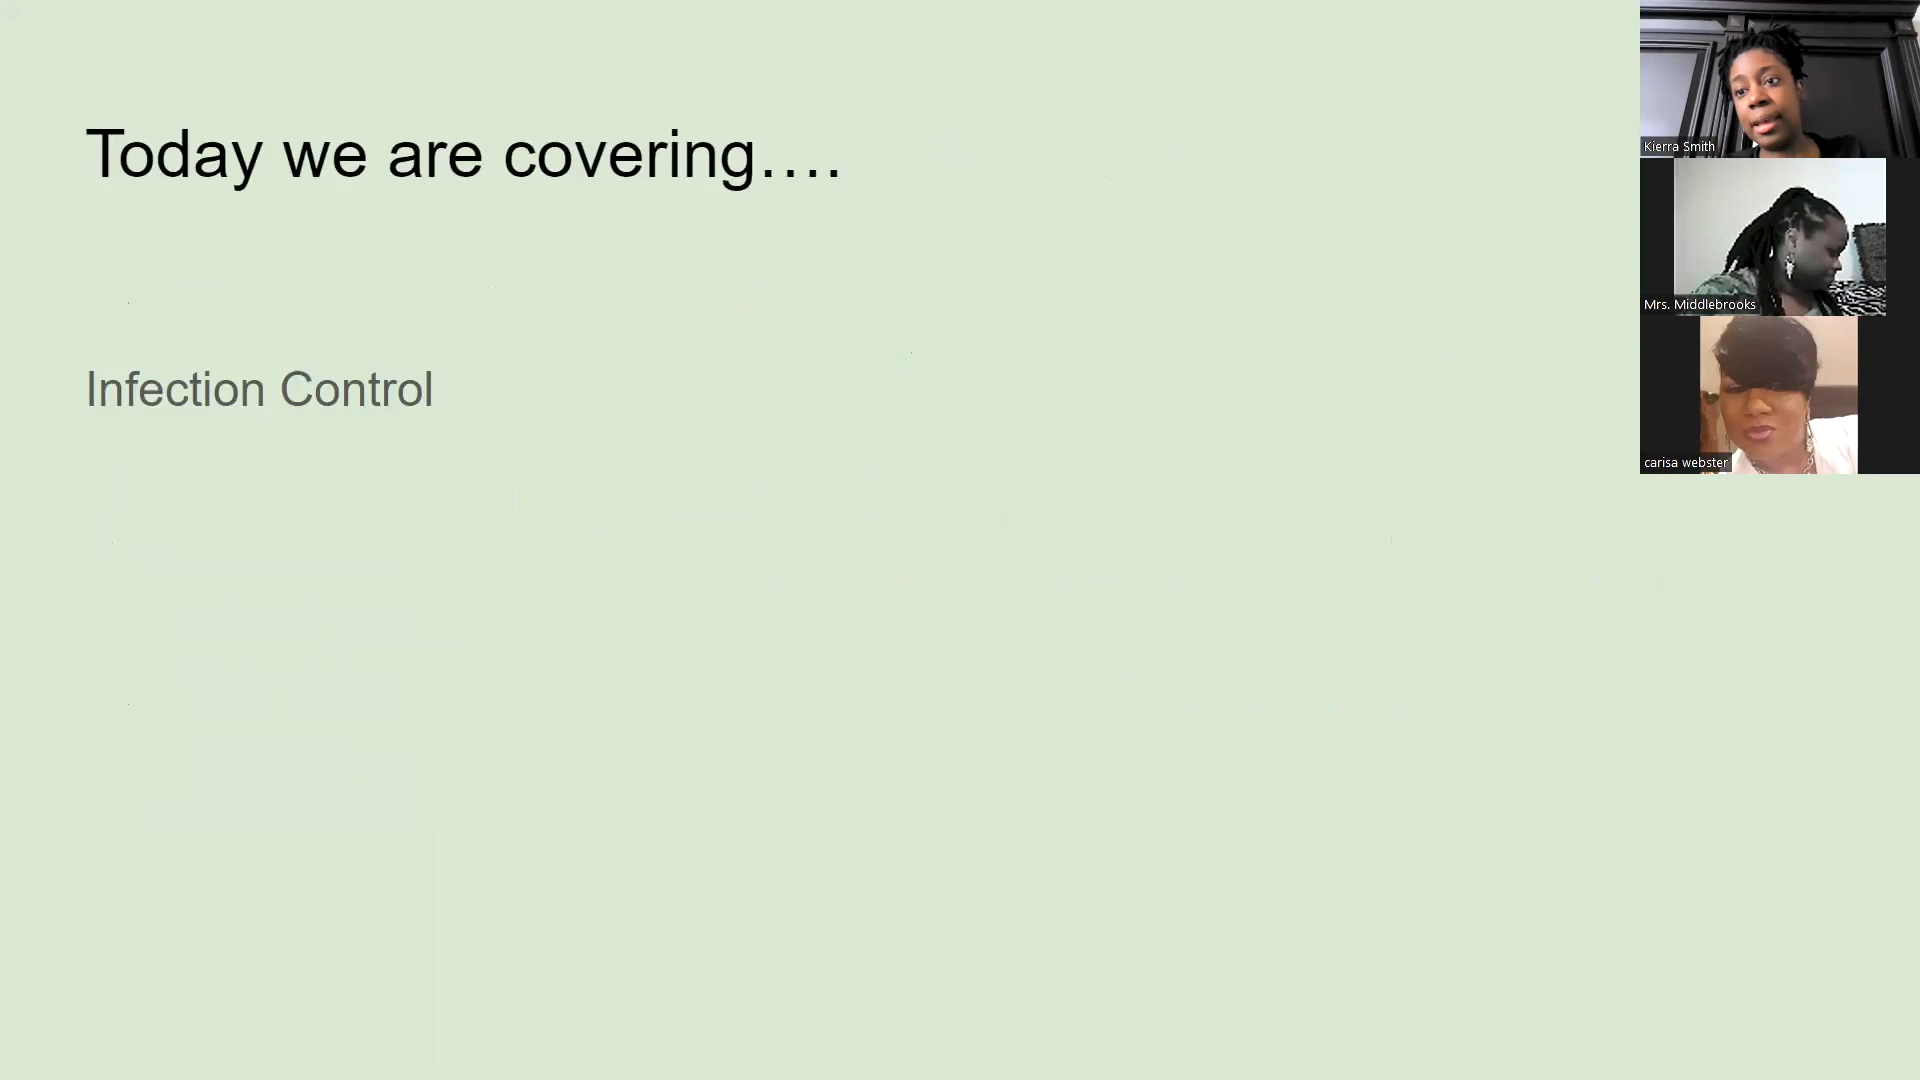 Today we are covering....
Infection Control
Kierra Smith
Mrs. Middlebrooks
carisa webster